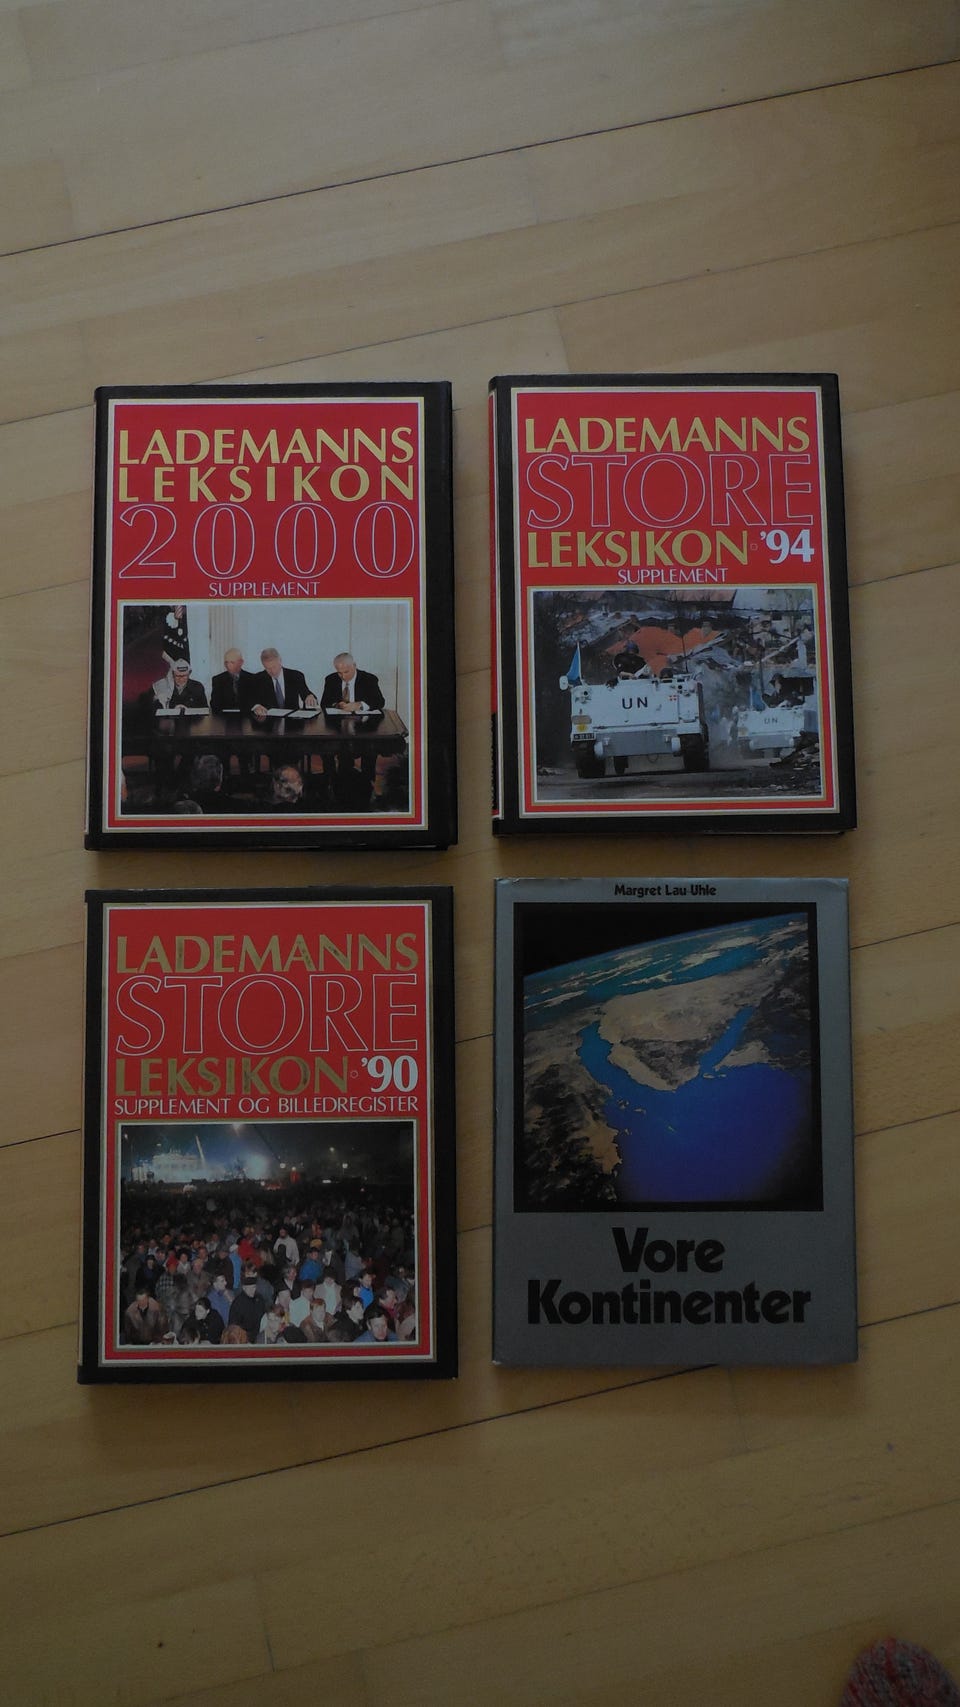 LADEMANNS
LEKSIKON
2000
SUPPLEMENT
LADEMANNS
STORE
LEKSIKON '94
SUPPLEMENT
UN
UN
LADEMANNS
STORE
LEKSIKON '90
SUPPLEMENT OG BILLEDREGISTER
Margret Lau-Uhle
Vore
Kontinenter